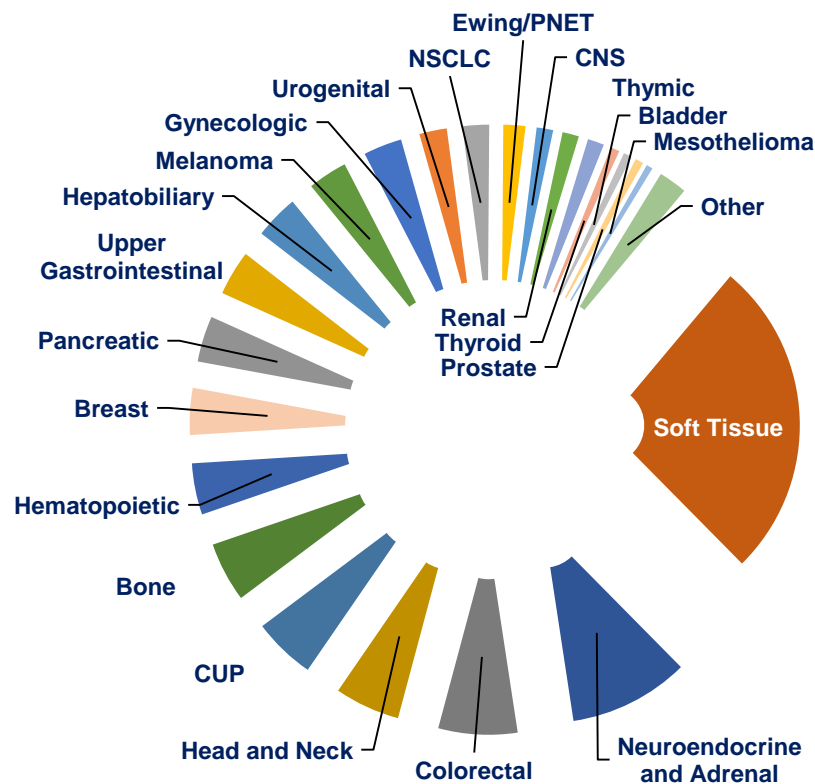 Ewing/PNET
NSCLC
CNS
Urogenital
Thymic
Gynecologic
Bladder
Melanoma
Mesothelioma
Hepatobiliary
Other
Upper
Gastrointestinal
Renal
Pancreatic
Thyroid
Prostate
Breast
Soft Tissue
Hematopoietic
Bone
CUP
Head and Neck
Colorectal
Neuroendocrine
and Adrenal